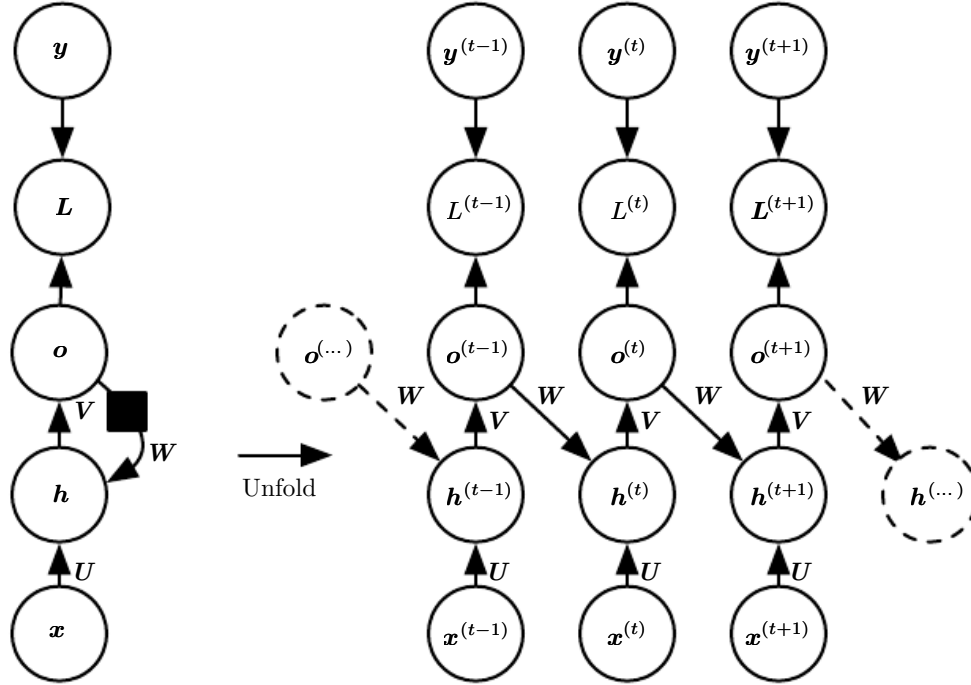 y y^(t−1) y^(t) y^(t+1)
L L^(t−1) L^(t) L^(t+1)
o o^(...) o^(t−1) o^(t) o^(t+1)
W W W
V V V V
W
h h^(t−1) h^(t) h^(t+1) h^(...)
Unfold
U U U U
x x^(t−1) x^(t) x^(t+1)